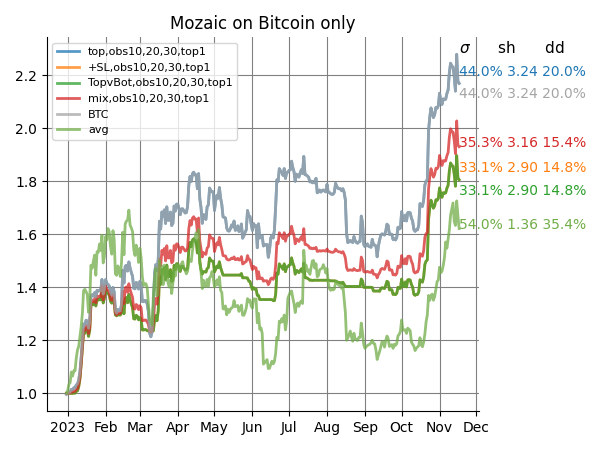 Mozaic on Bitcoin only
σ sh dd
top,obs10,20,30,top1
+SL,obs10,20,30,top1
TopvBot,obs10,20,30,top1
mix,obs10,20,30,top1
BTC
avg
44.0% 3.24 20.0%
44.0% 3.24 20.0%
35.3% 3.16 15.4%
33.1% 2.90 14.8%
33.1% 2.90 14.8%
54.0% 1.36 35.4%
2.2
2.0
1.8
1.6
1.4
1.2
1.0
2023 Feb Mar Apr May Jun Jul Aug Sep Oct Nov Dec